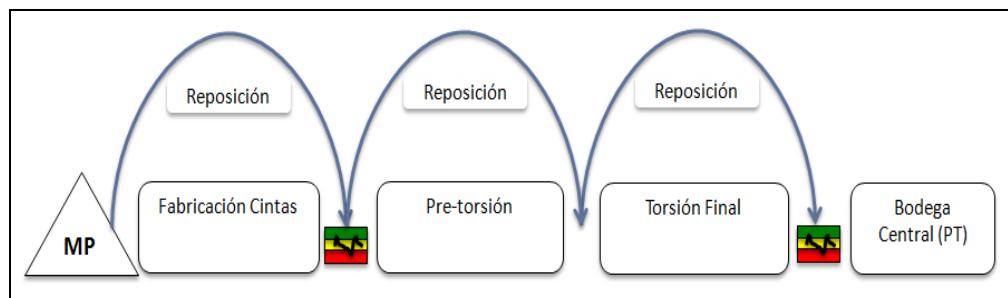 Reposición
Reposición
Reposición
MP
Fabricación Cintas
Pre-torsión
Torsión Final
Bodega
Central (PT)